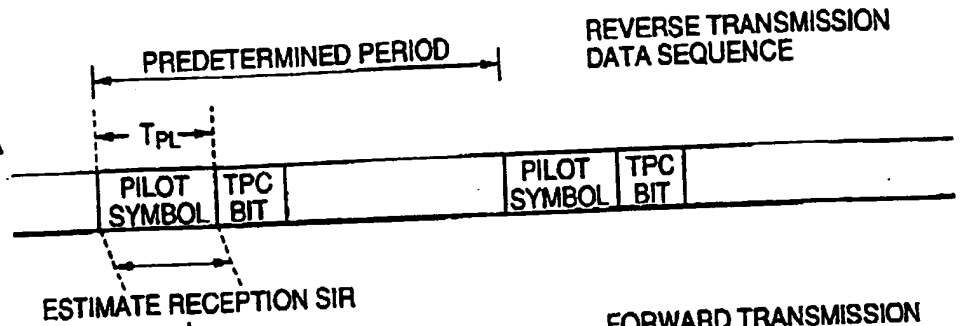 REVERSE TRANSMISSION
DATA SEQUENCE
PREDETERMINED PERIOD
TPL
PILOT
SYMBOL
TPC
BIT
PILOT
SYMBOL
TPC
BIT
ESTIMATE RECEPTION SIR
FORWARD TRANSMISSION